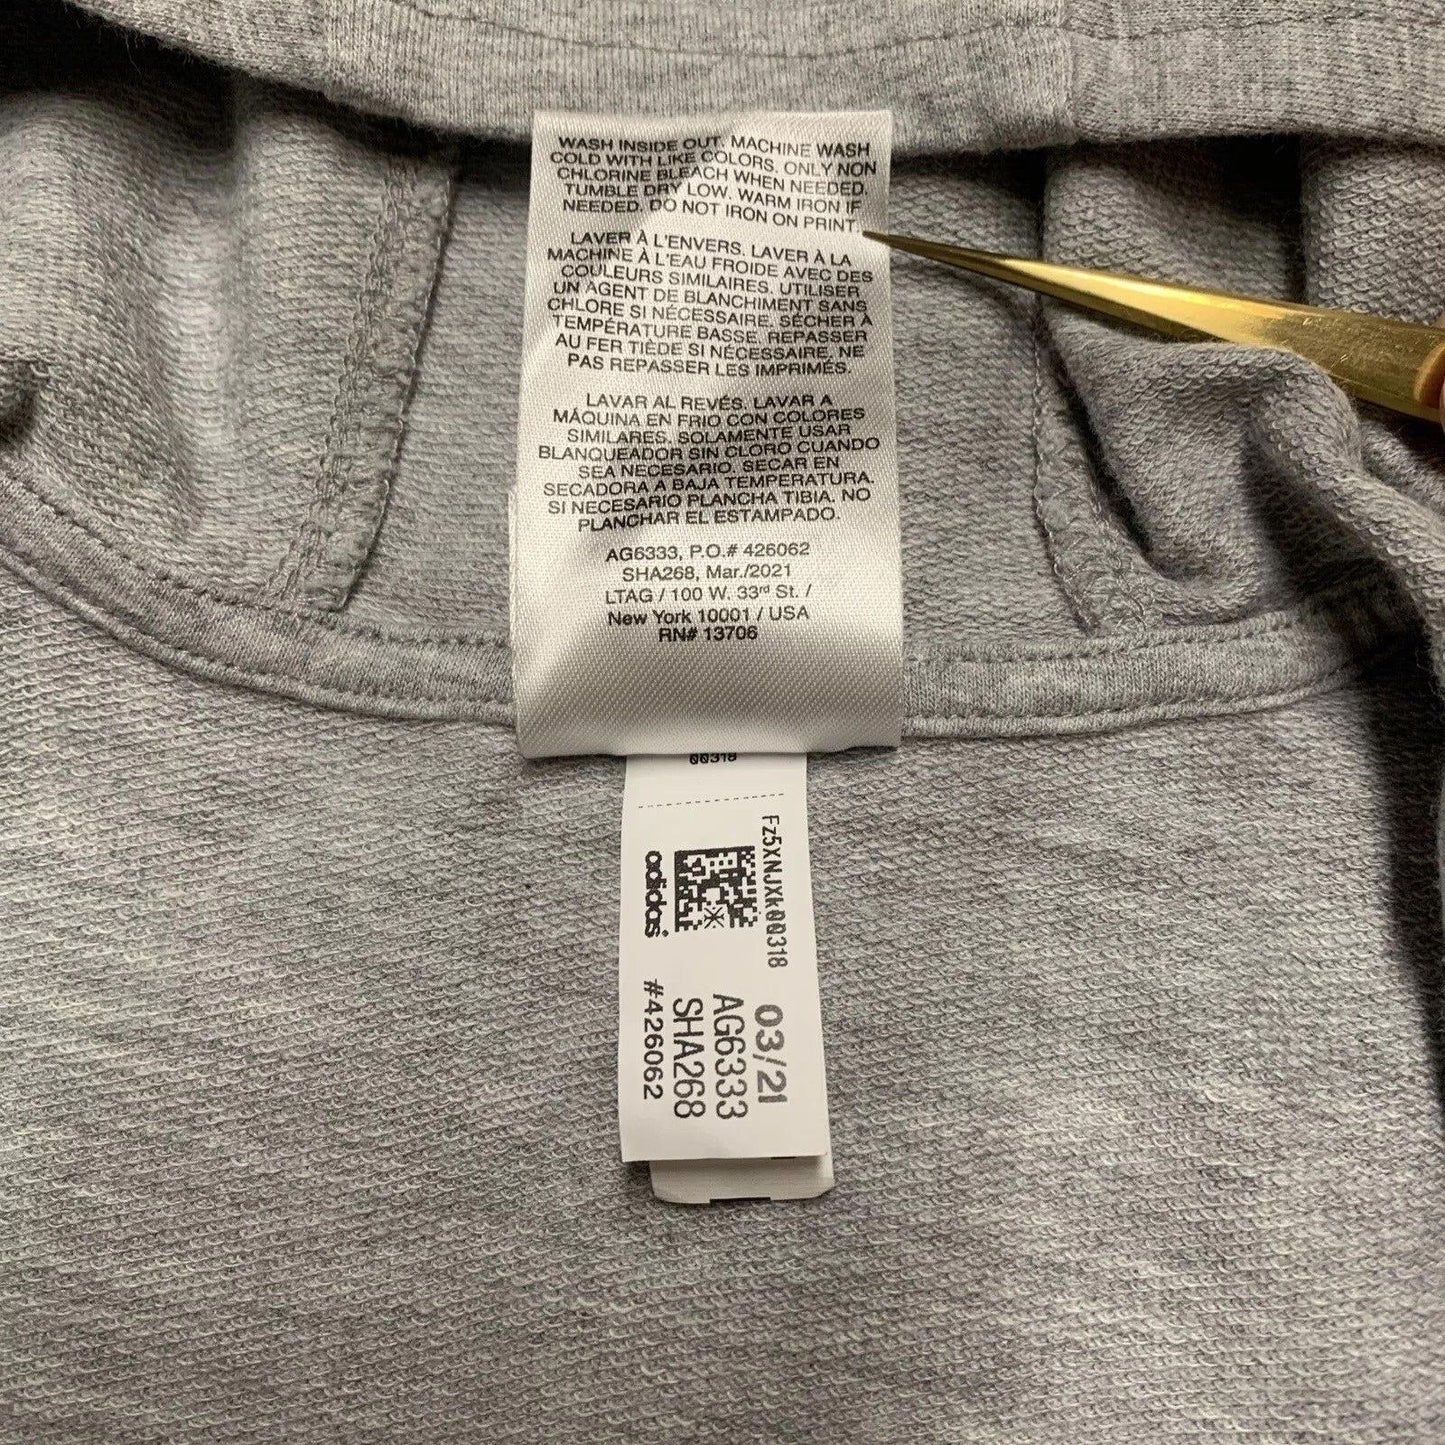 WASH INSIDE OUT. MACHINE WASH
COLD WITH LIKE COLORS. ONLY NON
CHLORINE BLEACH WHEN NEEDED.
TUMBLE DRY LOW. WARM IRON IF
NEEDED. DO NOT IRON ON PRINT.
LAVER À L'ENVERS. LAVER À LA
MACHINE À L'EAU FROIDE AVEC DES
COULEURS SIMILAIRES. UTILISER
UN AGENT DE BLANCHIMENT SANS
CHLORE SI NÉCESSAIRE. SÉCHER À
TEMPÉRATURE BASSE. REPASSER
AU FER TIÈDE SI NÉCESSAIRE. NE
PAS REPASSER LES IMPRIMÉS.
LAVAR AL REVÉS. LAVAR A
MÁQUINA EN FRIO CON COLORES
SIMILARES. SOLAMENTE USAR
BLANQUEADOR SIN CLORO CUANDO
SEA NECESARIO. SECAR EN
SECADORA A BAJA TEMPERATURA.
SI NECESARIO PLANCHA TIBIA. NO
PLANCHAR EL ESTAMPADO.
AG6333, P.O.# 426062
SHA268, Mar./2021
LTAG / 100 W. 33rd St. /
New York 10001 / USA
RN# 13706
00318
Fz5XNJXk00318
adidas
03/21
AG6333
SHA268
#426062